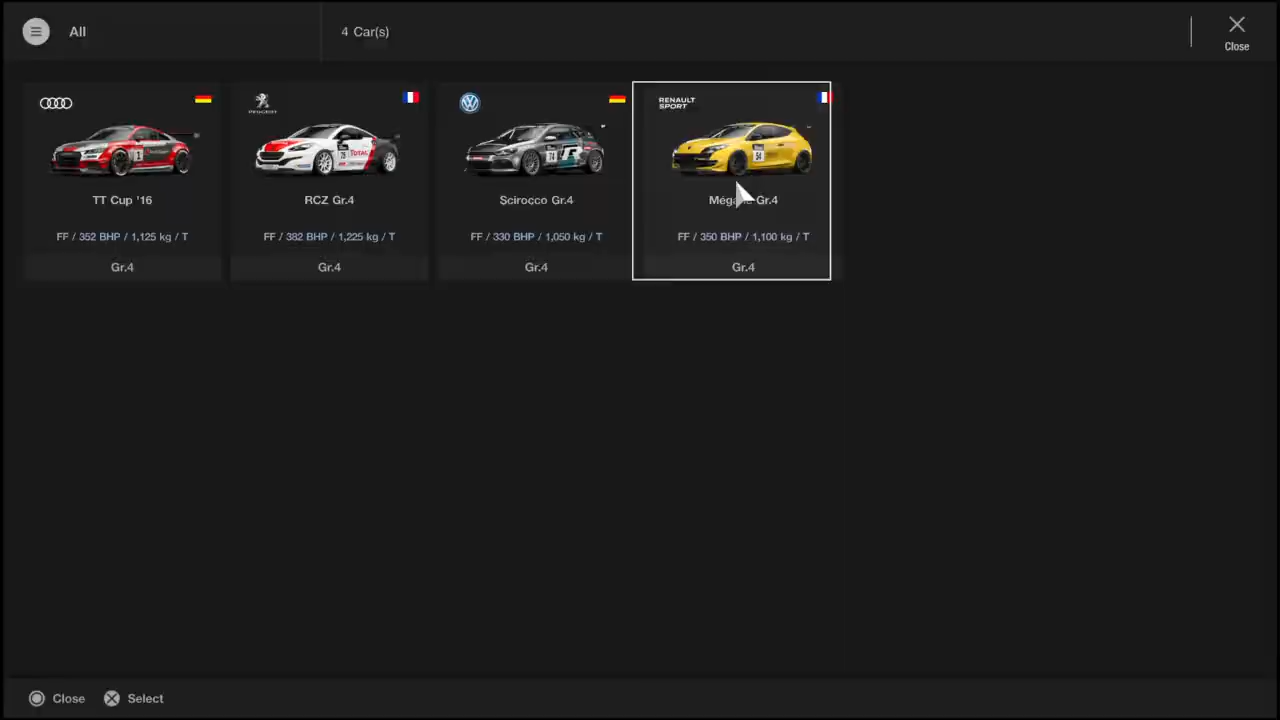 All
4 Car(s)
Close
PEUGEOT
RENAULT
SPORT
TT Cup '16
RCZ Gr.4
Scirocco Gr.4
Mégane Gr.4
FF / 352 BHP / 1,125 kg / T
FF / 382 BHP / 1,225 kg / T
FF / 330 BHP / 1,050 kg / T
FF / 350 BHP / 1,100 kg / T
Gr.4
Gr.4
Gr.4
Gr.4
Close
Select